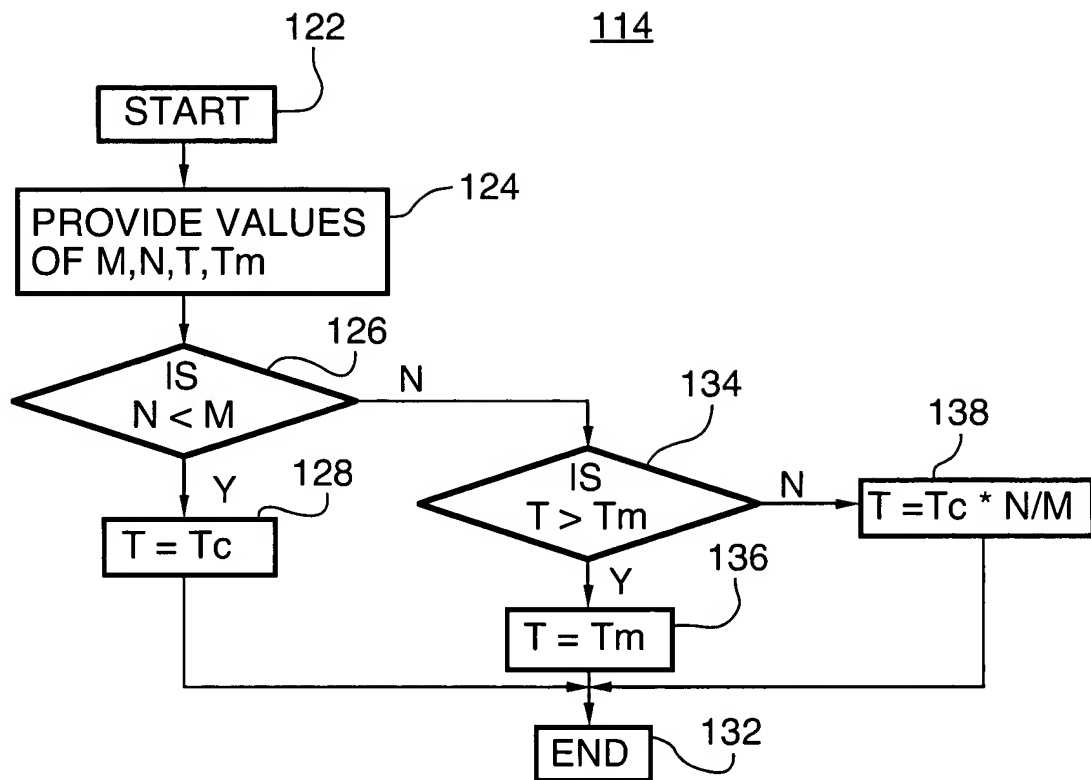 114
122
START
124
PROVIDE VALUES
OF M,N,T,Tm
126
IS
N < M
N
Y
128
T = Tc
134
IS
T > Tm
N
138
T =Tc * N/M
Y
136
T = Tm
END
132